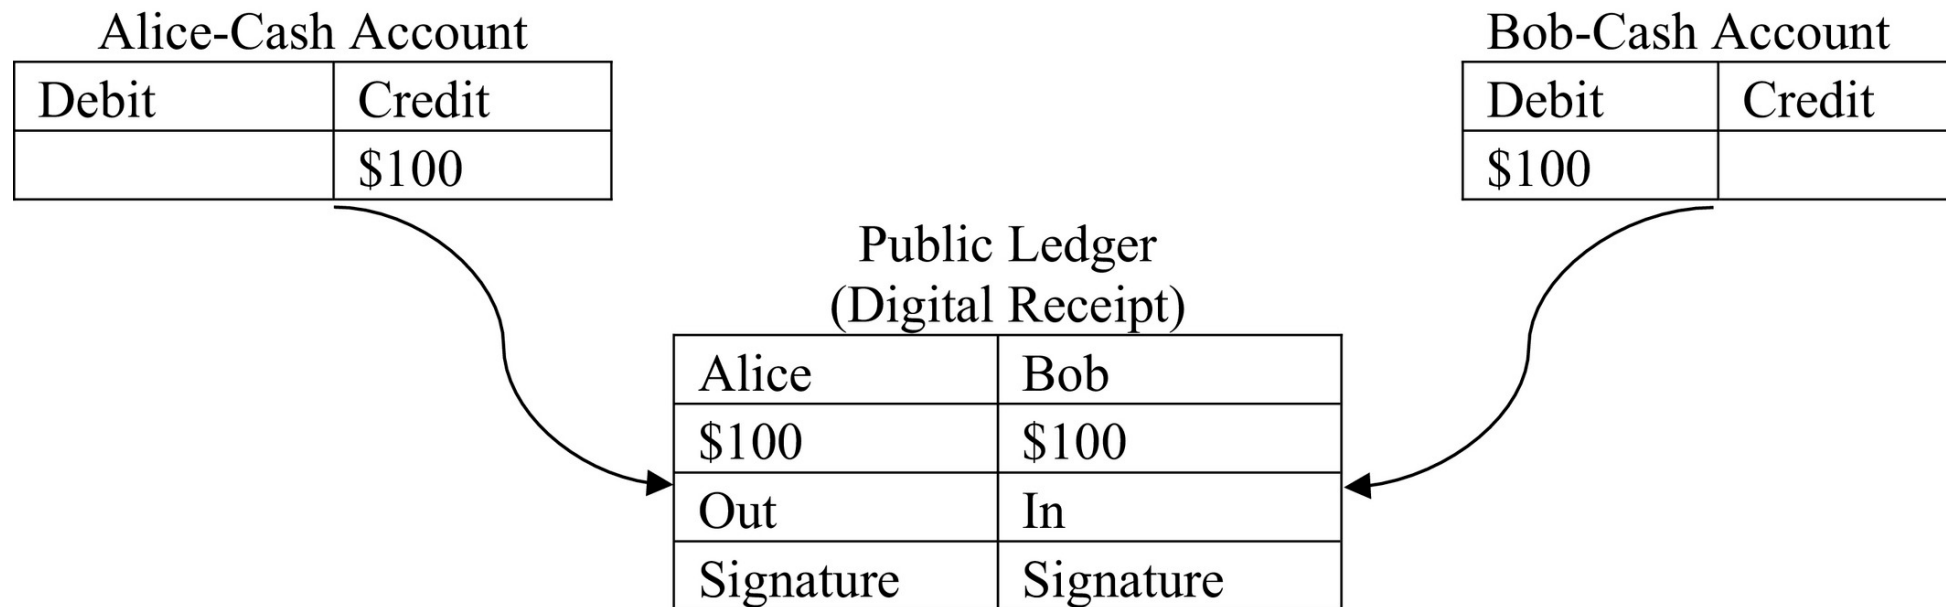 Alice-Cash Account
Debit Credit
$100
Bob-Cash Account
Debit Credit
$100
Public Ledger
(Digital Receipt)
Alice Bob
$100 $100
Out In
Signature Signature